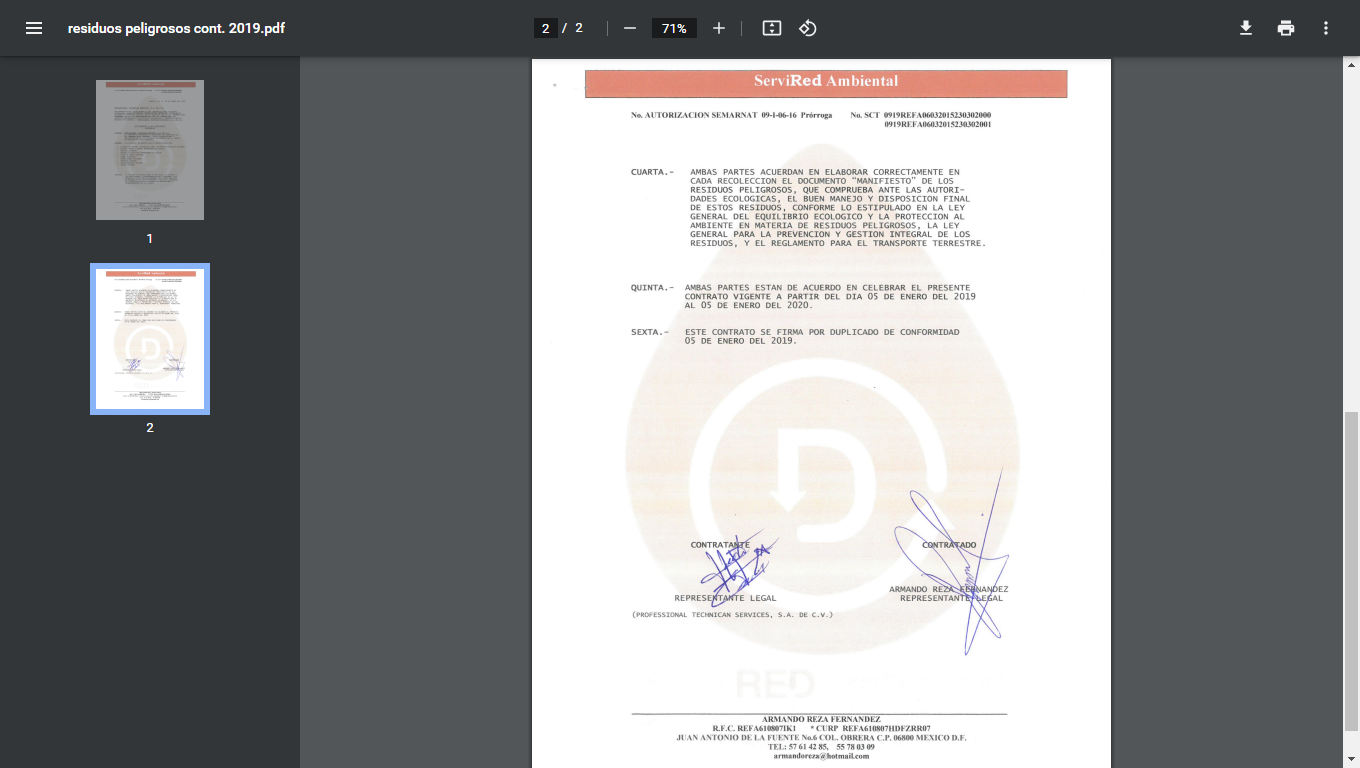 residuos peligrosos cont. 2019.pdf
2 / 2
71%
1
2
ServiRed Ambiental
No. AUTORIZACION SEMARNAT 09-I-06-16 Prórroga No. SCT 0919REFA06032015230302000
0919REFA06032015230302001
CUARTA.- AMBAS PARTES ACUERDAN EN ELABORAR CORRECTAMENTE EN
CADA RECOLECCION EL DOCUMENTO "MANIFIESTO" DE LOS
RESIDUOS PELIGROSOS, QUE COMPRUEBA ANTE LAS AUTORI-
DADES ECOLOGICAS, EL BUEN MANEJO Y DISPOSICION FINAL
DE ESTOS RESIDUOS, CONFORME LO ESTIPULADO EN LA LEY
GENERAL DEL EQUILIBRIO ECOLOGICO Y LA PROTECCION AL
AMBIENTE EN MATERIA DE RESIDUOS PELIGROSOS, LA LEY
GENERAL PARA LA PREVENCION Y GESTION INTEGRAL DE LOS
RESIDUOS, Y EL REGLAMENTO PARA EL TRANSPORTE TERRESTRE.
QUINTA.- AMBAS PARTES ESTAN DE ACUERDO EN CELEBRAR EL PRESENTE
CONTRATO VIGENTE A PARTIR DEL DIA 05 DE ENERO DEL 2019
AL 05 DE ENERO DEL 2020.
SEXTA.- ESTE CONTRATO SE FIRMA POR DUPLICADO DE CONFORMIDAD
05 DE ENERO DEL 2019.
CONTRATANTE CONTRATADO
ARMANDO REZA FERNANDEZ
REPRESENTANTE LEGAL REPRESENTANTE LEGAL
(PROFESSIONAL TECHNICAN SERVICES, S.A. DE C.V.)
RED
ARMANDO REZA FERNANDEZ
R.F.C. REFA610807IK1 * CURP REFA610807HDFZRR07
JUAN ANTONIO DE LA FUENTE No.6 COL. OBRERA C.P. 06800 MEXICO D.F.
TEL: 57 61 42 85, 55 78 03 09
armandoreza@hotmail.com